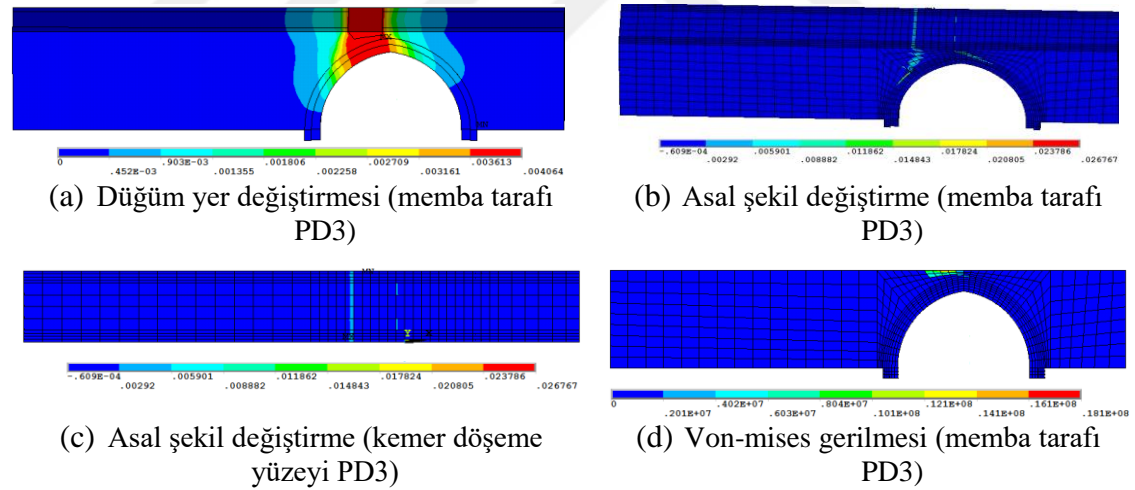 0 .903E-03 .001806 .002709 .003613
.452E-03 .001355 .002258 .003161 .004064
(a) Düğüm yer değiştirmesi (memba tarafı
PD3)
-.609E-04 .005901 .011862 .017824 .023786
.00292 .008882 .014843 .020805 .026767
(b) Asal şekil değiştirme (memba tarafı
PD3)
Y
X
-.609E-04 .005901 .011862 .017824 .023786
.00292 .008882 .014843 .020805 .026767
(c) Asal şekil değiştirme (kemer döşeme
yüzeyi PD3)
0 .402E+07 .804E+07 .121E+08 .161E+08
.201E+07 .603E+07 .101E+08 .141E+08 .181E+08
(d) Von-mises gerilmesi (memba tarafı
PD3)